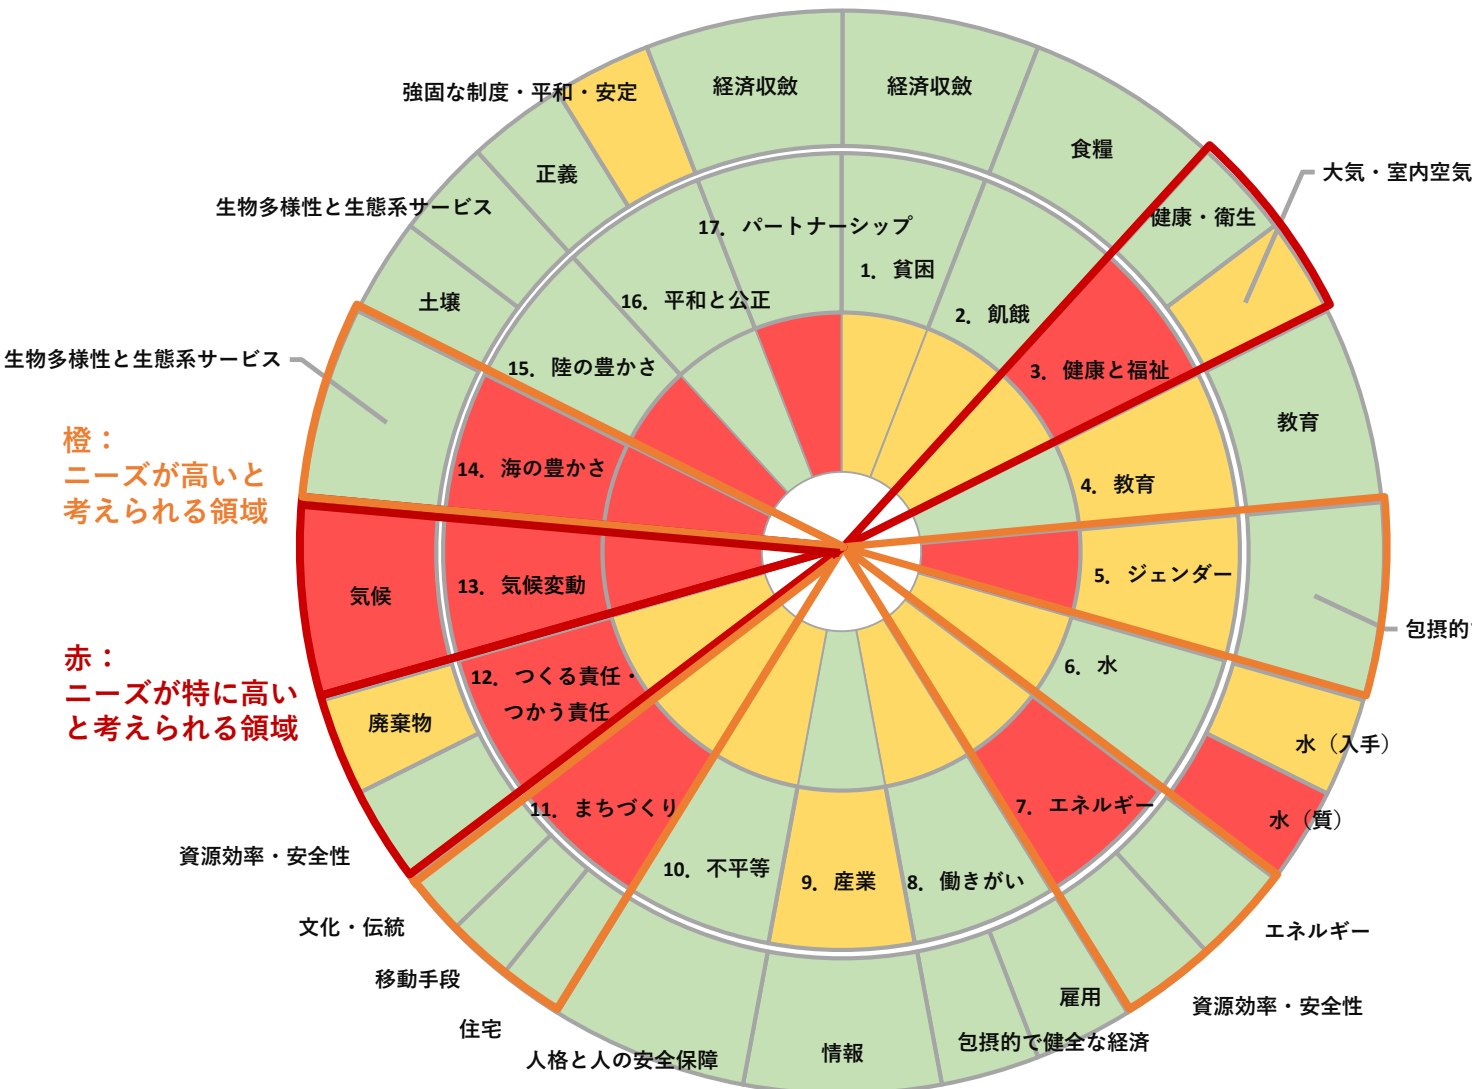 経済収斂
経済収斂
強固な制度・平和・安定
食糧
正義
大気・室内空気
生物多様性と生態系サービス
健康・衛生
17. パートナーシップ
1. 貧困
16. 平和と公正
2. 飢餓
土壌
生物多様性と生態系サービス
15. 陸の豊かさ
3. 健康と福祉
教育
橙：
ニーズが高いと
考えられる領域
14. 海の豊かさ
4. 教育
気候
13. 気候変動
5. ジェンダー
包摂的
赤：
ニーズが特に高い
と考えられる領域
12. つくる責任・
つかう責任
6. 水
廃棄物
水（入手）
11. まちづくり
7. エネルギー
水（質）
資源効率・安全性
10. 不平等
9. 産業
8. 働きがい
文化・伝統
エネルギー
移動手段
雇用
資源効率・安全性
住宅
人格と人の安全保障
情報
包摂的で健全な経済